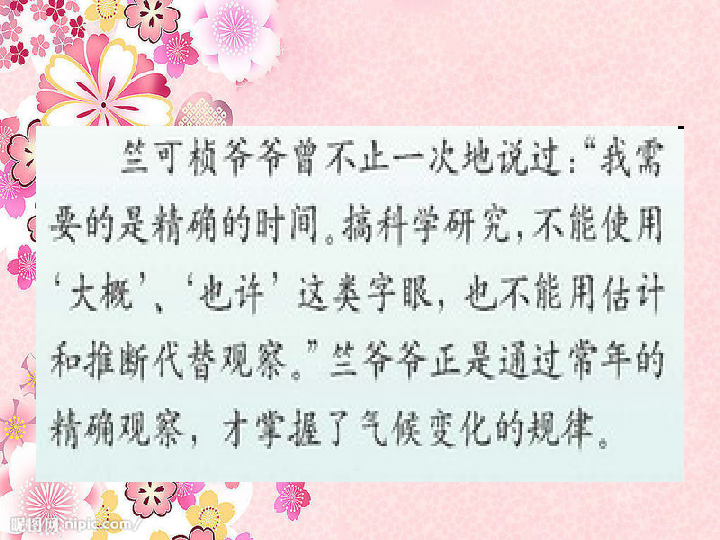 竺可桢爷爷曾不止一次地说过：“我需
要的是精确的时间。搞科学研究，不能使用
‘大概’、‘也许’这类字眼，也不能用估计
和推断代替观察。”竺爷爷正是通过常年的
精确观察，才掌握了气候变化的规律。
昵图网 nipic.com/